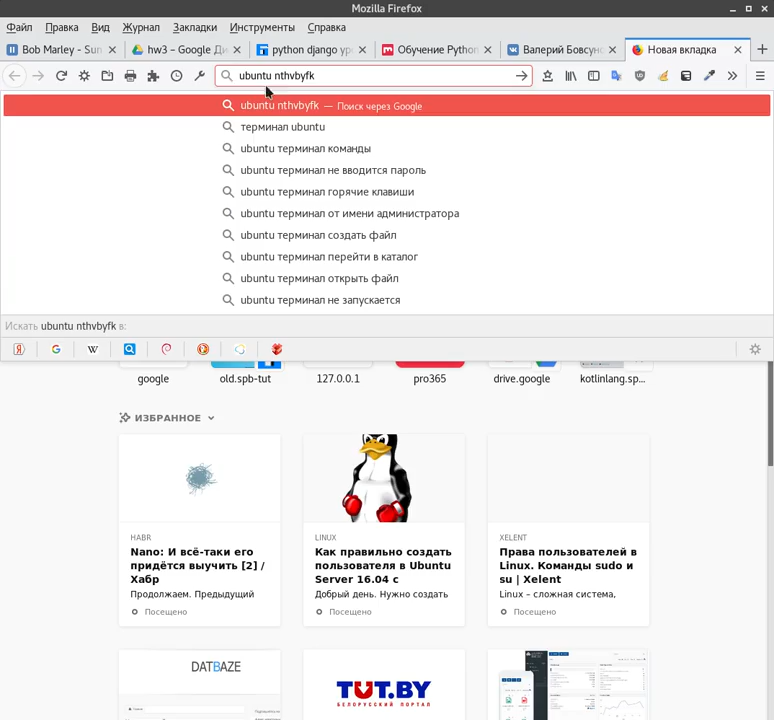 Mozilla Firefox
Файл Правка Вид Журнал Закладки Инструменты Справка
Bob Marley - Sun
hw3 – Google Ди
python django
Обучение Python
Валерий Бовсун
Новая вкладка
ubuntu nthvbyfk
ubuntu nthvbyfk — Поиск через Google
терминал ubuntu
ubuntu терминал команды
ubuntu терминал не вводится пароль
ubuntu терминал горячие клавиши
ubuntu терминал от имени администратора
ubuntu терминал создать файл
ubuntu терминал перейти в каталог
ubuntu терминал открыть файл
ubuntu терминал не запускается
Искать ubuntu nthvbyfk в:
google old.spb-tut 127.0.0.1 pro365 drive.google kotlinlang.sp...
ИЗБРАННОЕ
HABR
Nano: И всё-таки его
придётся выучить [2] /
Хабр
Продолжаем. Предыдущий
Посещено
LINUX
Как правильно создать
пользователя в Ubuntu
Server 16.04 с
Добрый день. Нужно создать
Посещено
XELENT
Права пользователей в
Linux. Команды sudo и
su | Xelent
Linux – сложная система,
Посещено
DATBAZE
TUT.BY
БЕЛОРУССКИЙ ПОРТАЛ